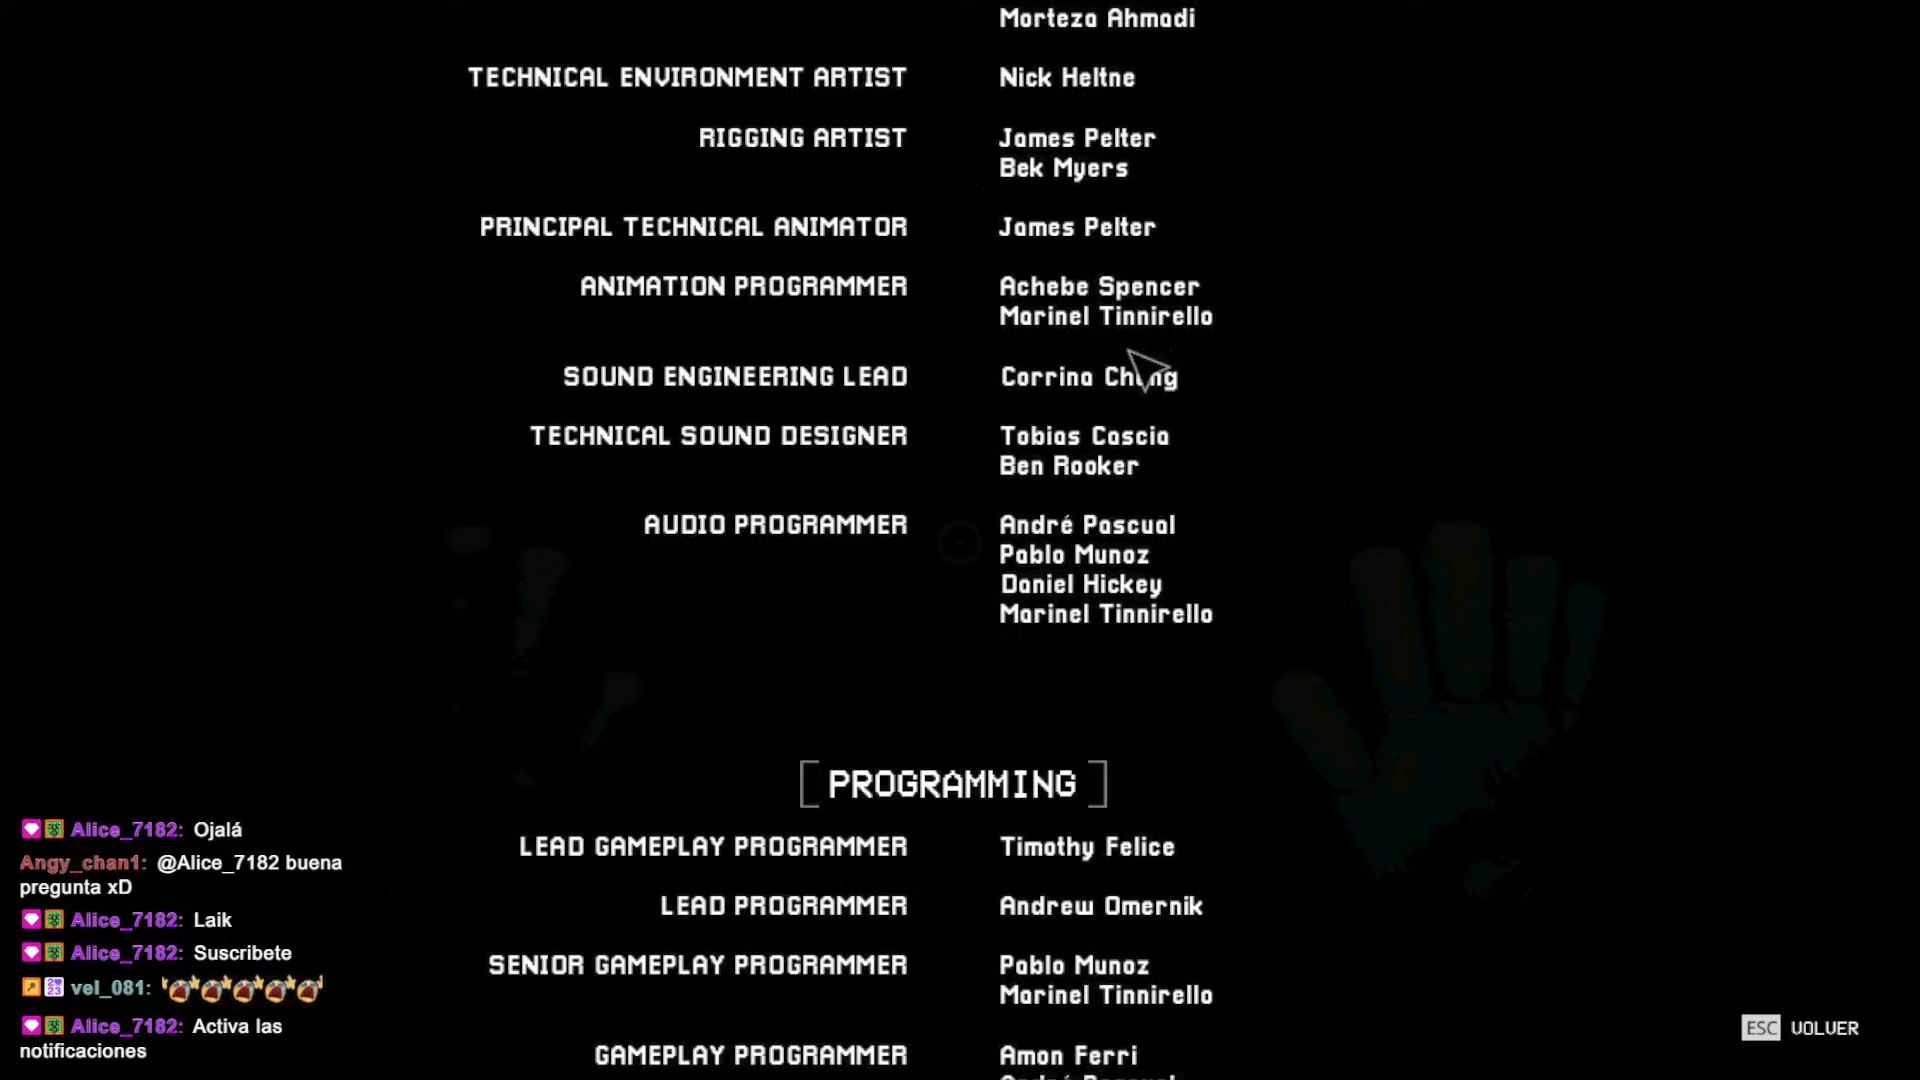 Morteza Ahmadi
TECHNICAL ENVIRONMENT ARTIST Nick Heltne
RIGGING ARTIST James Pelter
Bek Myers
PRINCIPAL TECHNICAL ANIMATOR James Pelter
ANIMATION PROGRAMMER Achebe Spencer
Marinel Tinnirello
SOUND ENGINEERING LEAD Corrina
TECHNICAL SOUND DESIGNER Tobias Cascia
Ben Rooker
AUDIO PROGRAMMER André Pascual
Pablo Munoz
Daniel Hickey
Marinel Tinnirello
[PROGRAMMING]
LEAD GAMEPLAY PROGRAMMER Timothy Felice
LEAD PROGRAMMER Andrew Omernik
SENIOR GAMEPLAY PROGRAMMER Pablo Munoz
Marinel Tinnirello
GAMEPLAY PROGRAMMER Amon Ferri
Alice_7182: Ojalá
Angy_chan1: @Alice_7182 buena
pregunta xD
Alice_7182: Laik
Alice_7182: Suscribete
vel_081:
Alice_7182: Activa las
notificaciones
ESC VOLVER